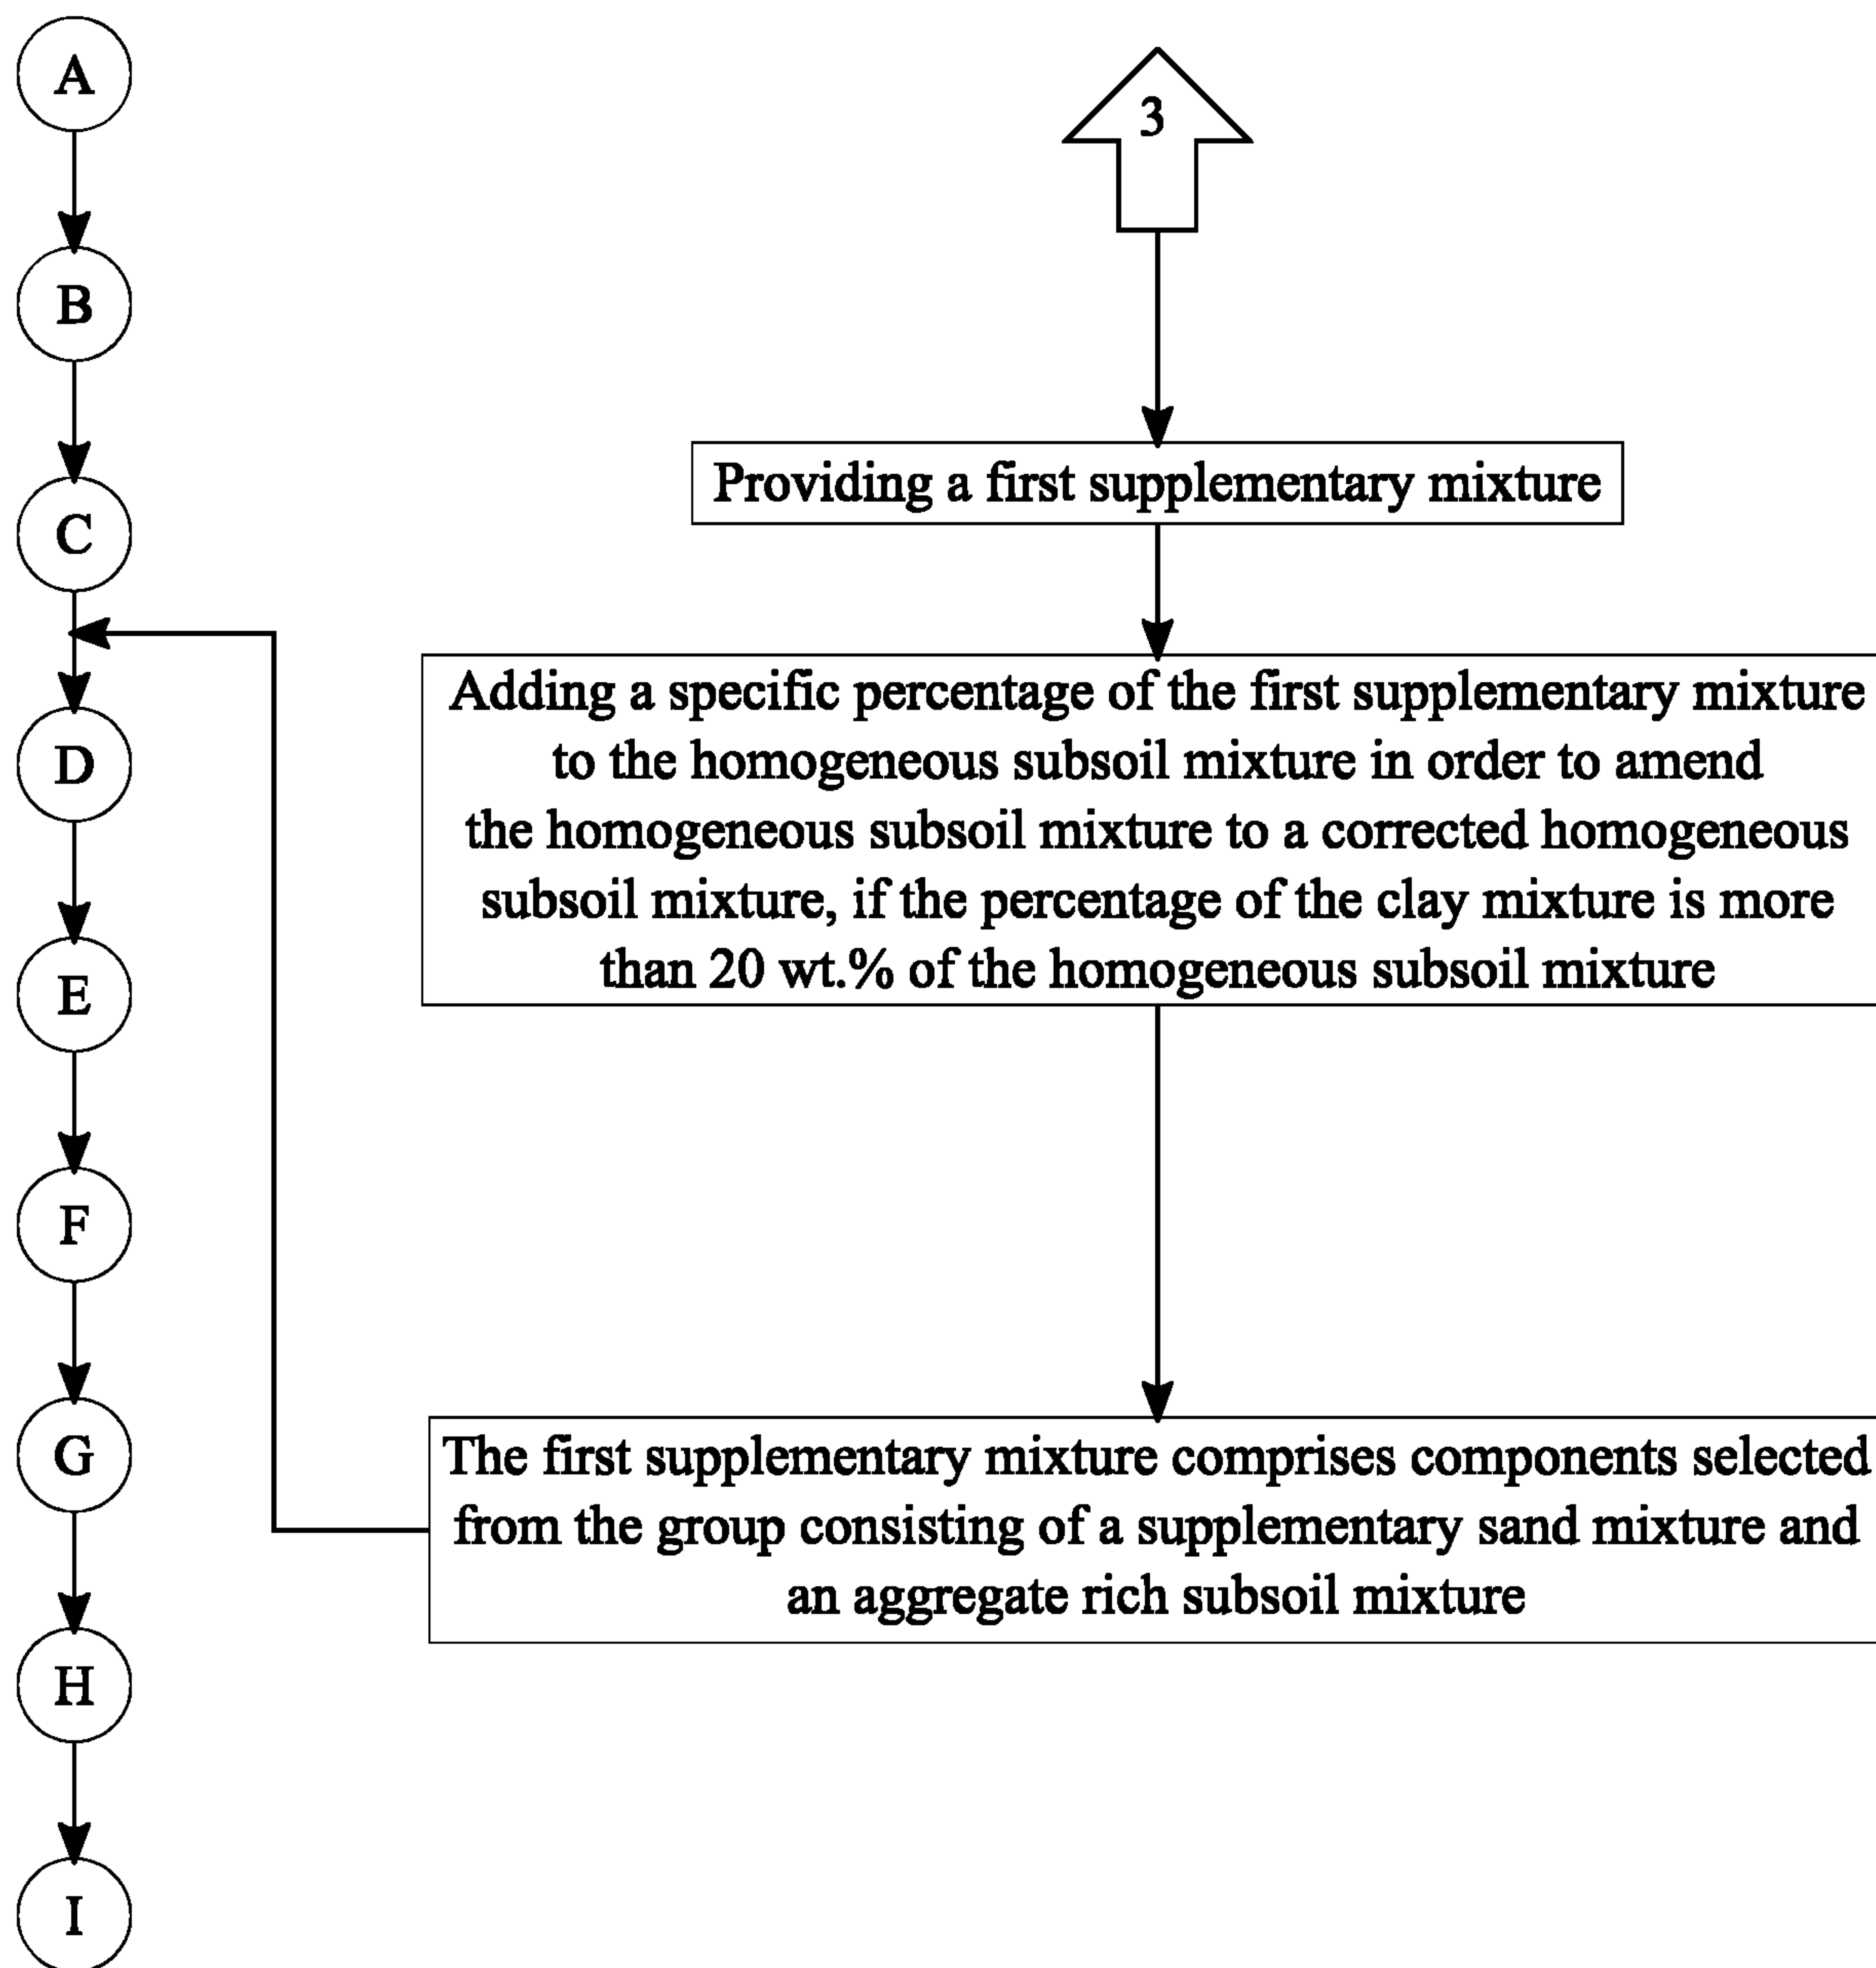 A
B
C
D
E
F
G
H
I
3
Providing a first supplementary mixture
Adding a specific percentage of the first supplementary mixture
to the homogeneous subsoil mixture in order to amend
the homogeneous subsoil mixture to a corrected homogeneous
subsoil mixture, if the percentage of the clay mixture is more
than 20 wt.% of the homogeneous subsoil mixture
The first supplementary mixture comprises components selected
from the group consisting of a supplementary sand mixture and
an aggregate rich subsoil mixture